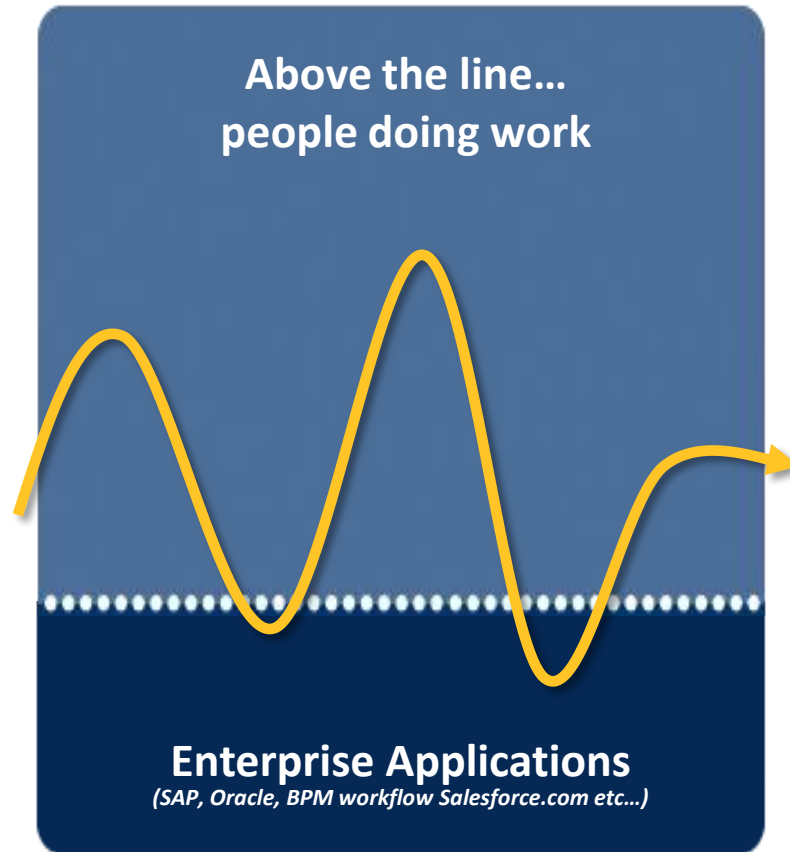 Above the line…
people doing work
Enterprise Applications
(SAP, Oracle, BPM workflow Salesforce.com etc…)